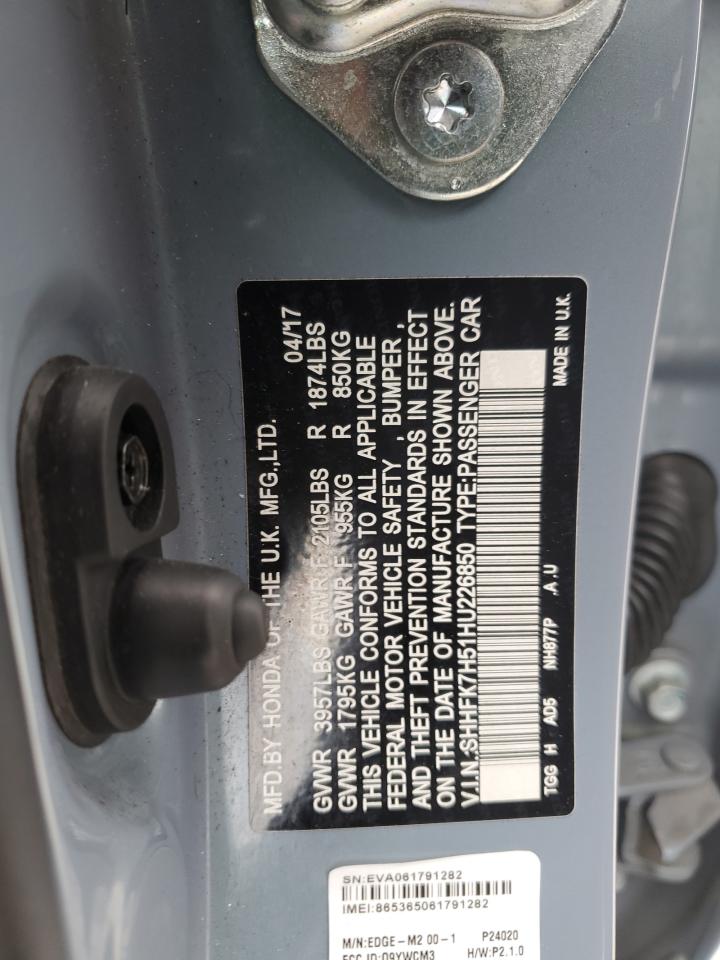 MFD.BY HONDA OF THE U.K. MFG.,LTD. 04/17
GVWR 3957LBS GAWR F 2105LBS R 1874LBS
GVWR 1795KG GAWR F 955KG R 850KG
THIS VEHICLE CONFORMS TO ALL APPLICABLE
FEDERAL MOTOR VEHICLE SAFETY , BUMPER ,
AND THEFT PREVENTION STANDARDS IN EFFECT
ON THE DATE OF MANUFACTURE SHOWN ABOVE.
V.I.N.:SHHFK7H51HU226850 TYPE:PASSENGER CAR
TGG H AD5 NH877P .A.U MADE IN U.K.
SN:EVA061791282
IMEI:865365061791282
M/N:EDGE-M2 00-1 P24020
FCC ID:Q9YWCM3 H/W:P2.1.0